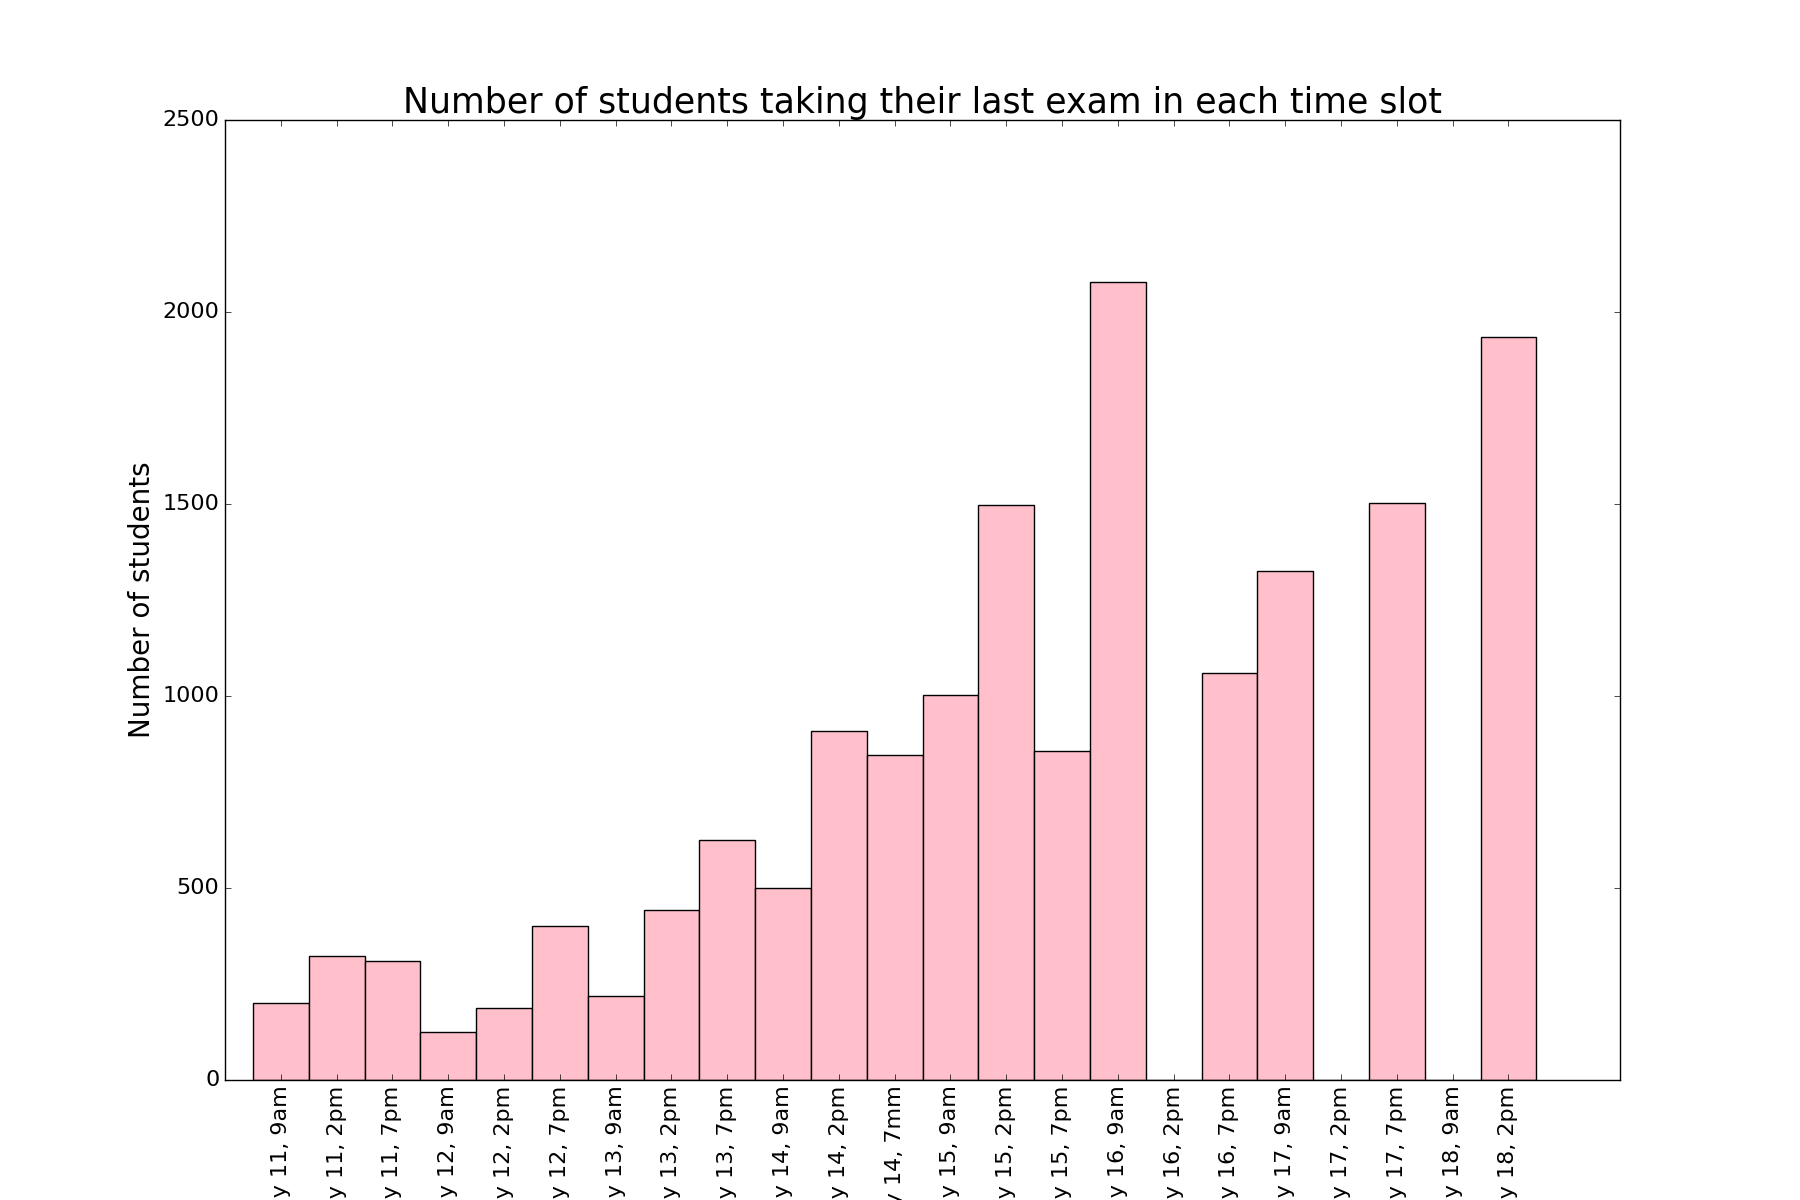 Number of students taking their last exam in each time slot
Number of students
2500
2000
1500
1000
500
0
y 11, 9am
y 11, 2pm
y 11, 7pm
y 12, 9am
y 12, 2pm
y 12, 7pm
y 13, 9am
y 13, 2pm
y 13, 7pm
y 14, 9am
y 14, 2pm
y 14, 7mm
y 15, 9am
y 15, 2pm
y 15, 7pm
y 16, 9am
y 16, 2pm
y 16, 7pm
y 17, 9am
y 17, 2pm
y 17, 7pm
y 18, 9am
y 18, 2pm